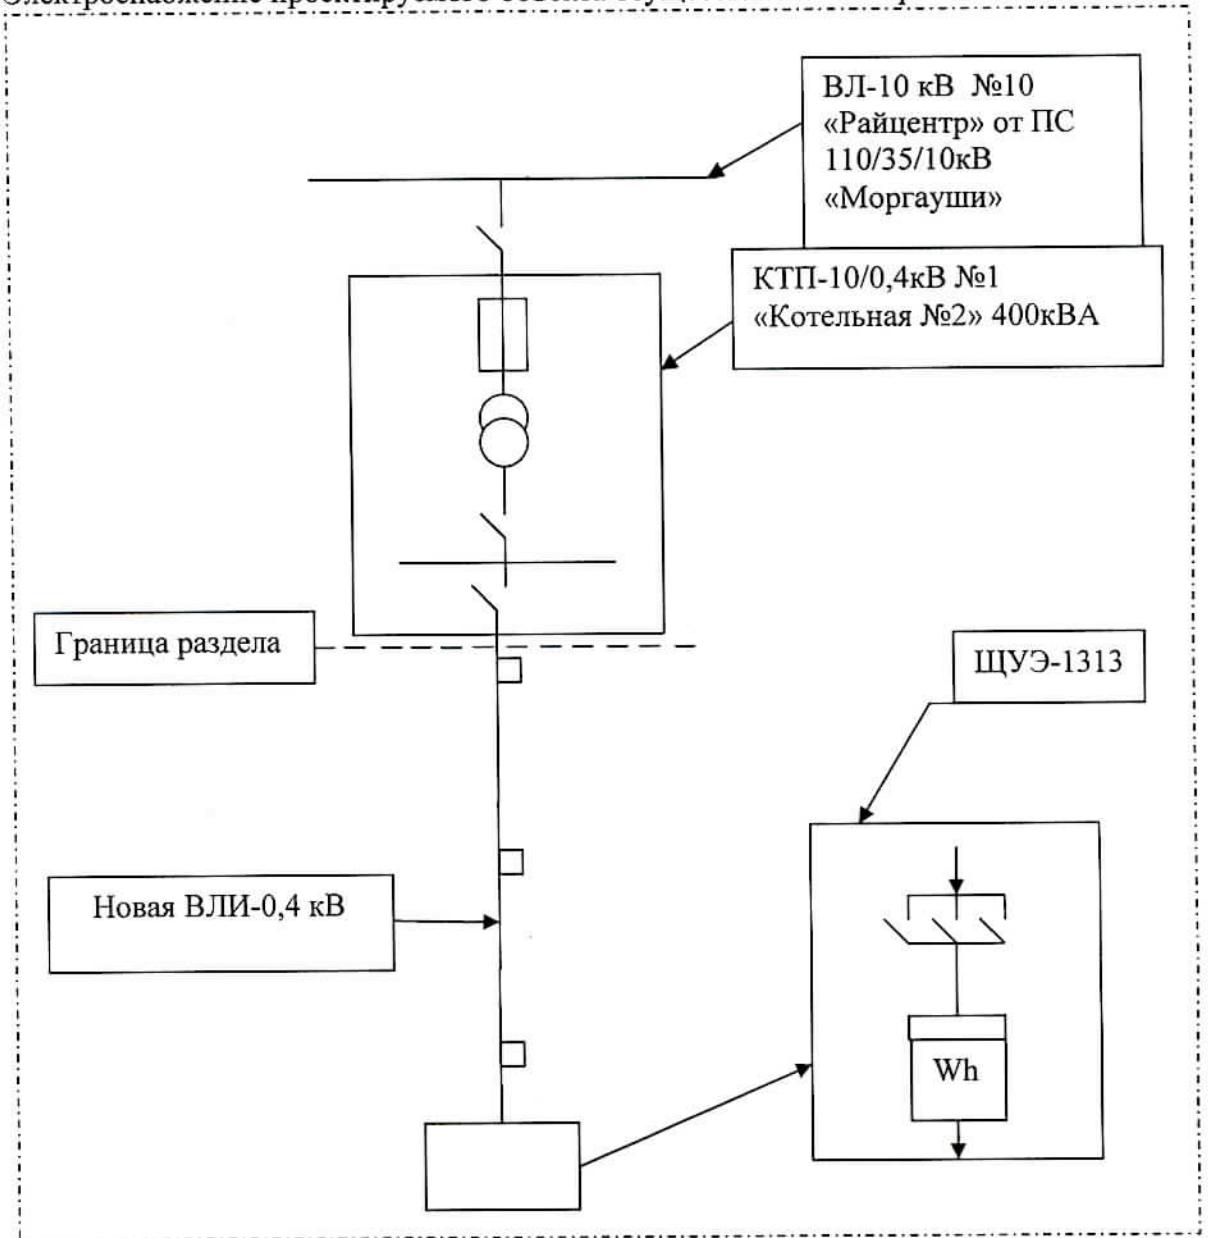 ВЛ-10 кВ №10
«Райцентр» от ПС
110/35/10кВ
«Моргауши»
КТП-10/0,4кВ №1
«Котельная №2» 400кВА
Граница раздела
ЩУЭ-1313
Новая ВЛИ-0,4 кВ
Wh